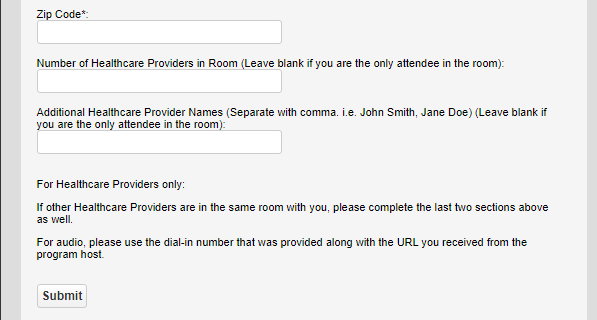 Zip Code*:
Number of Healthcare Providers in Room (Leave blank if you are the only attendee in the room):
Additional Healthcare Provider Names (Separate with comma. i.e. John Smith, Jane Doe) (Leave blank if
you are the only attendee in the room):
For Healthcare Providers only:
If other Healthcare Providers are in the same room with you, please complete the last two sections above
as well.
For audio, please use the dial-in number that was provided along with the URL you received from the
program host.
Submit